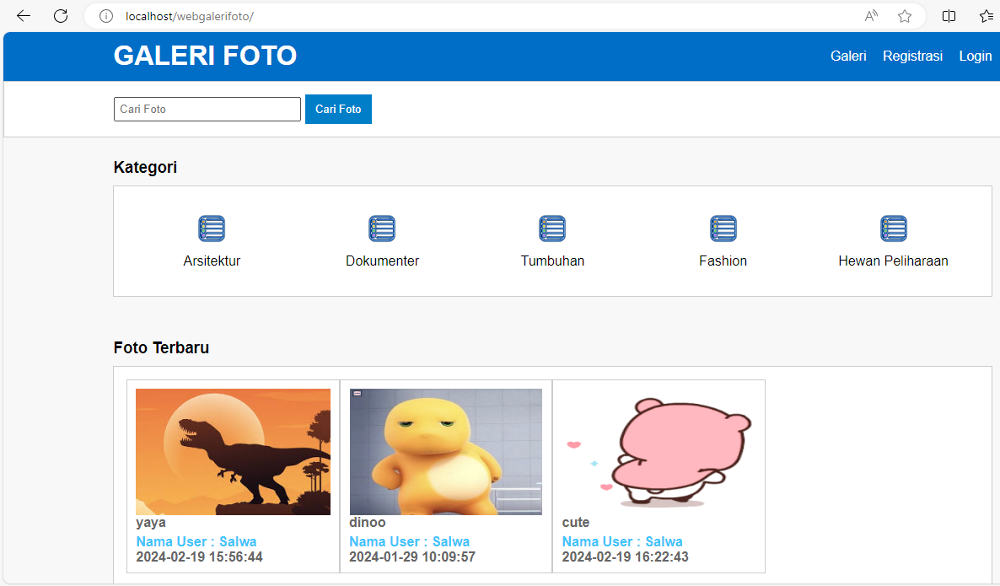 localhost/webgalerifoto/
GALERI FOTO
Galeri Registrasi Login
Cari Foto Cari Foto
Kategori
Arsitektur Dokumenter Tumbuhan Fashion Hewan Peliharaan
Foto Terbaru
yaya
Nama User : Salwa
2024-02-19 15:56:44
dinoo
Nama User : Salwa
2024-01-29 10:09:57
cute
Nama User : Salwa
2024-02-19 16:22:43